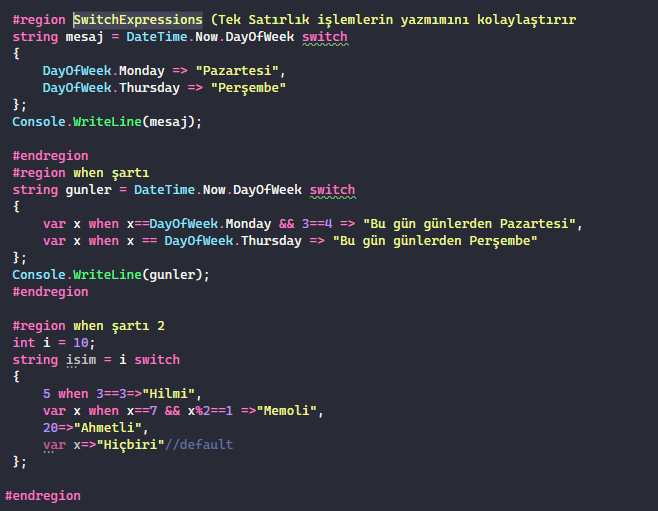 #region SwitchExpressions (Tek Satırlık işlemlerin yazmımını kolaylaştırır
string mesaj = DateTime.Now.DayOfWeek switch
{
    DayOfWeek.Monday => "Pazartesi",
    DayOfWeek.Thursday => "Perşembe"
};
Console.WriteLine(mesaj);

#endregion
#region when şartı
string gunler = DateTime.Now.DayOfWeek switch
{
    var x when x==DayOfWeek.Monday && 3==4 => "Bu gün günlerden Pazartesi",
    var x when x == DayOfWeek.Thursday => "Bu gün günlerden Perşembe"
};
Console.WriteLine(gunler);
#endregion

#region when şartı 2
int i = 10;
string isim = i switch
{
    5 when 3==3=>"Hilmi",
    var x when x==7 && x%2==1 =>"Memoli",
    20=>"Ahmetli",
    var x=>"Hiçbiri"//default
};

#endregion